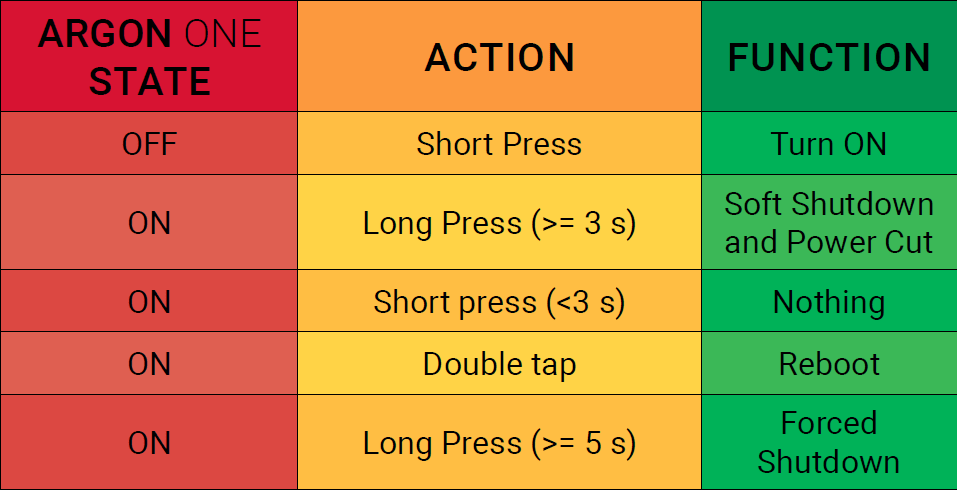 ARGON ONE
STATE
ACTION
FUNCTION
OFF
Short Press
Turn ON
ON
Long Press (>= 3 s)
Soft Shutdown
and Power Cut
ON
Short press (<3 s)
Nothing
ON
Double tap
Reboot
ON
Long Press (>= 5 s)
Forced
Shutdown